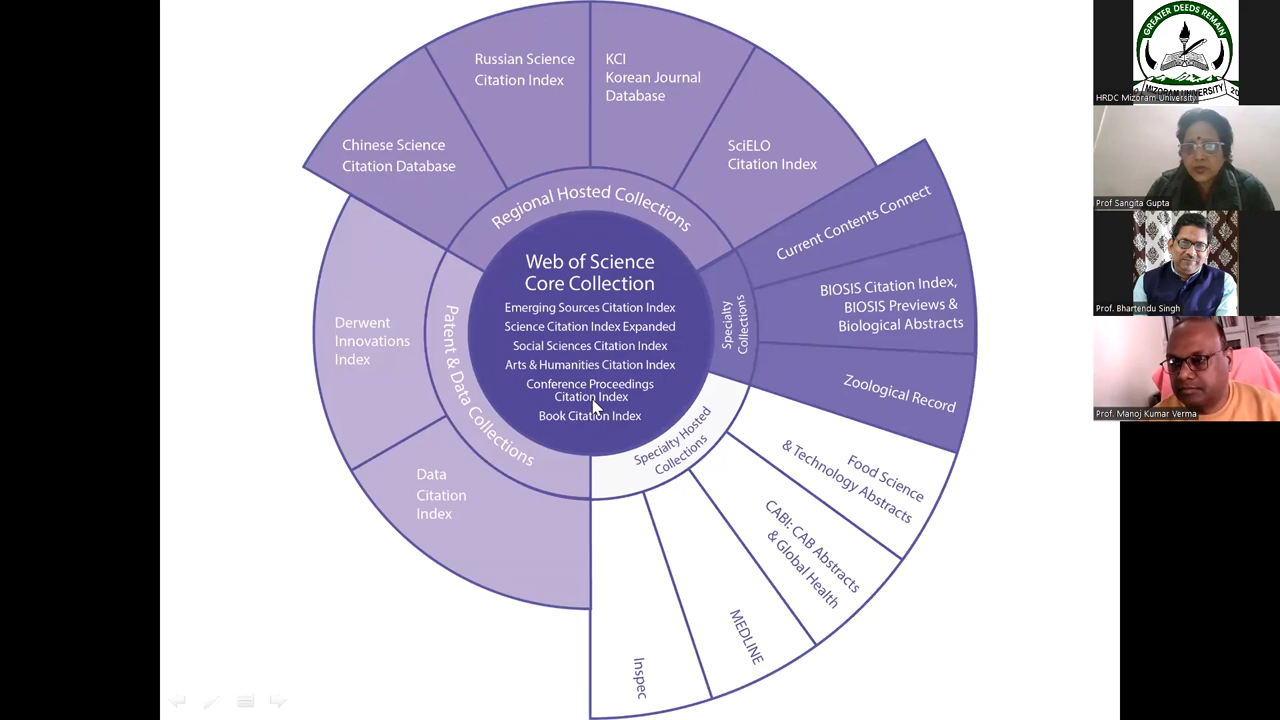 Russian Science
Citation Index
KCI
Korean Journal
Database
Chinese Science
Citation Database
SciELO
Citation Index
Regional Hosted Collections
Current Contents Connect
BIOSIS Citation Index,
BIOSIS Previews &
Biological Abstracts
Zoological Record
Specialty
Collections
Web of Science
Core Collection
Emerging Sources Citation Index
Science Citation Index Expanded
Social Sciences Citation Index
Arts & Humanities Citation Index
Conference Proceedings
Citation Index
Book Citation Index
Derwent
Innovations
Index
Patent & Data Collections
Data
Citation
Index
Specialty Hosted
Collections
Food Science
& Technology Abstracts
CABI: CAB Abstracts
& Global Health
MEDLINE
Inspec
GREATER DEEDS REMAIN
MIZORAM UNIVERSITY
HRDC Mizoram University
Prof Sangita Gupta
Prof. Bhartendu Singh
Prof. Manoj Kumar Verma